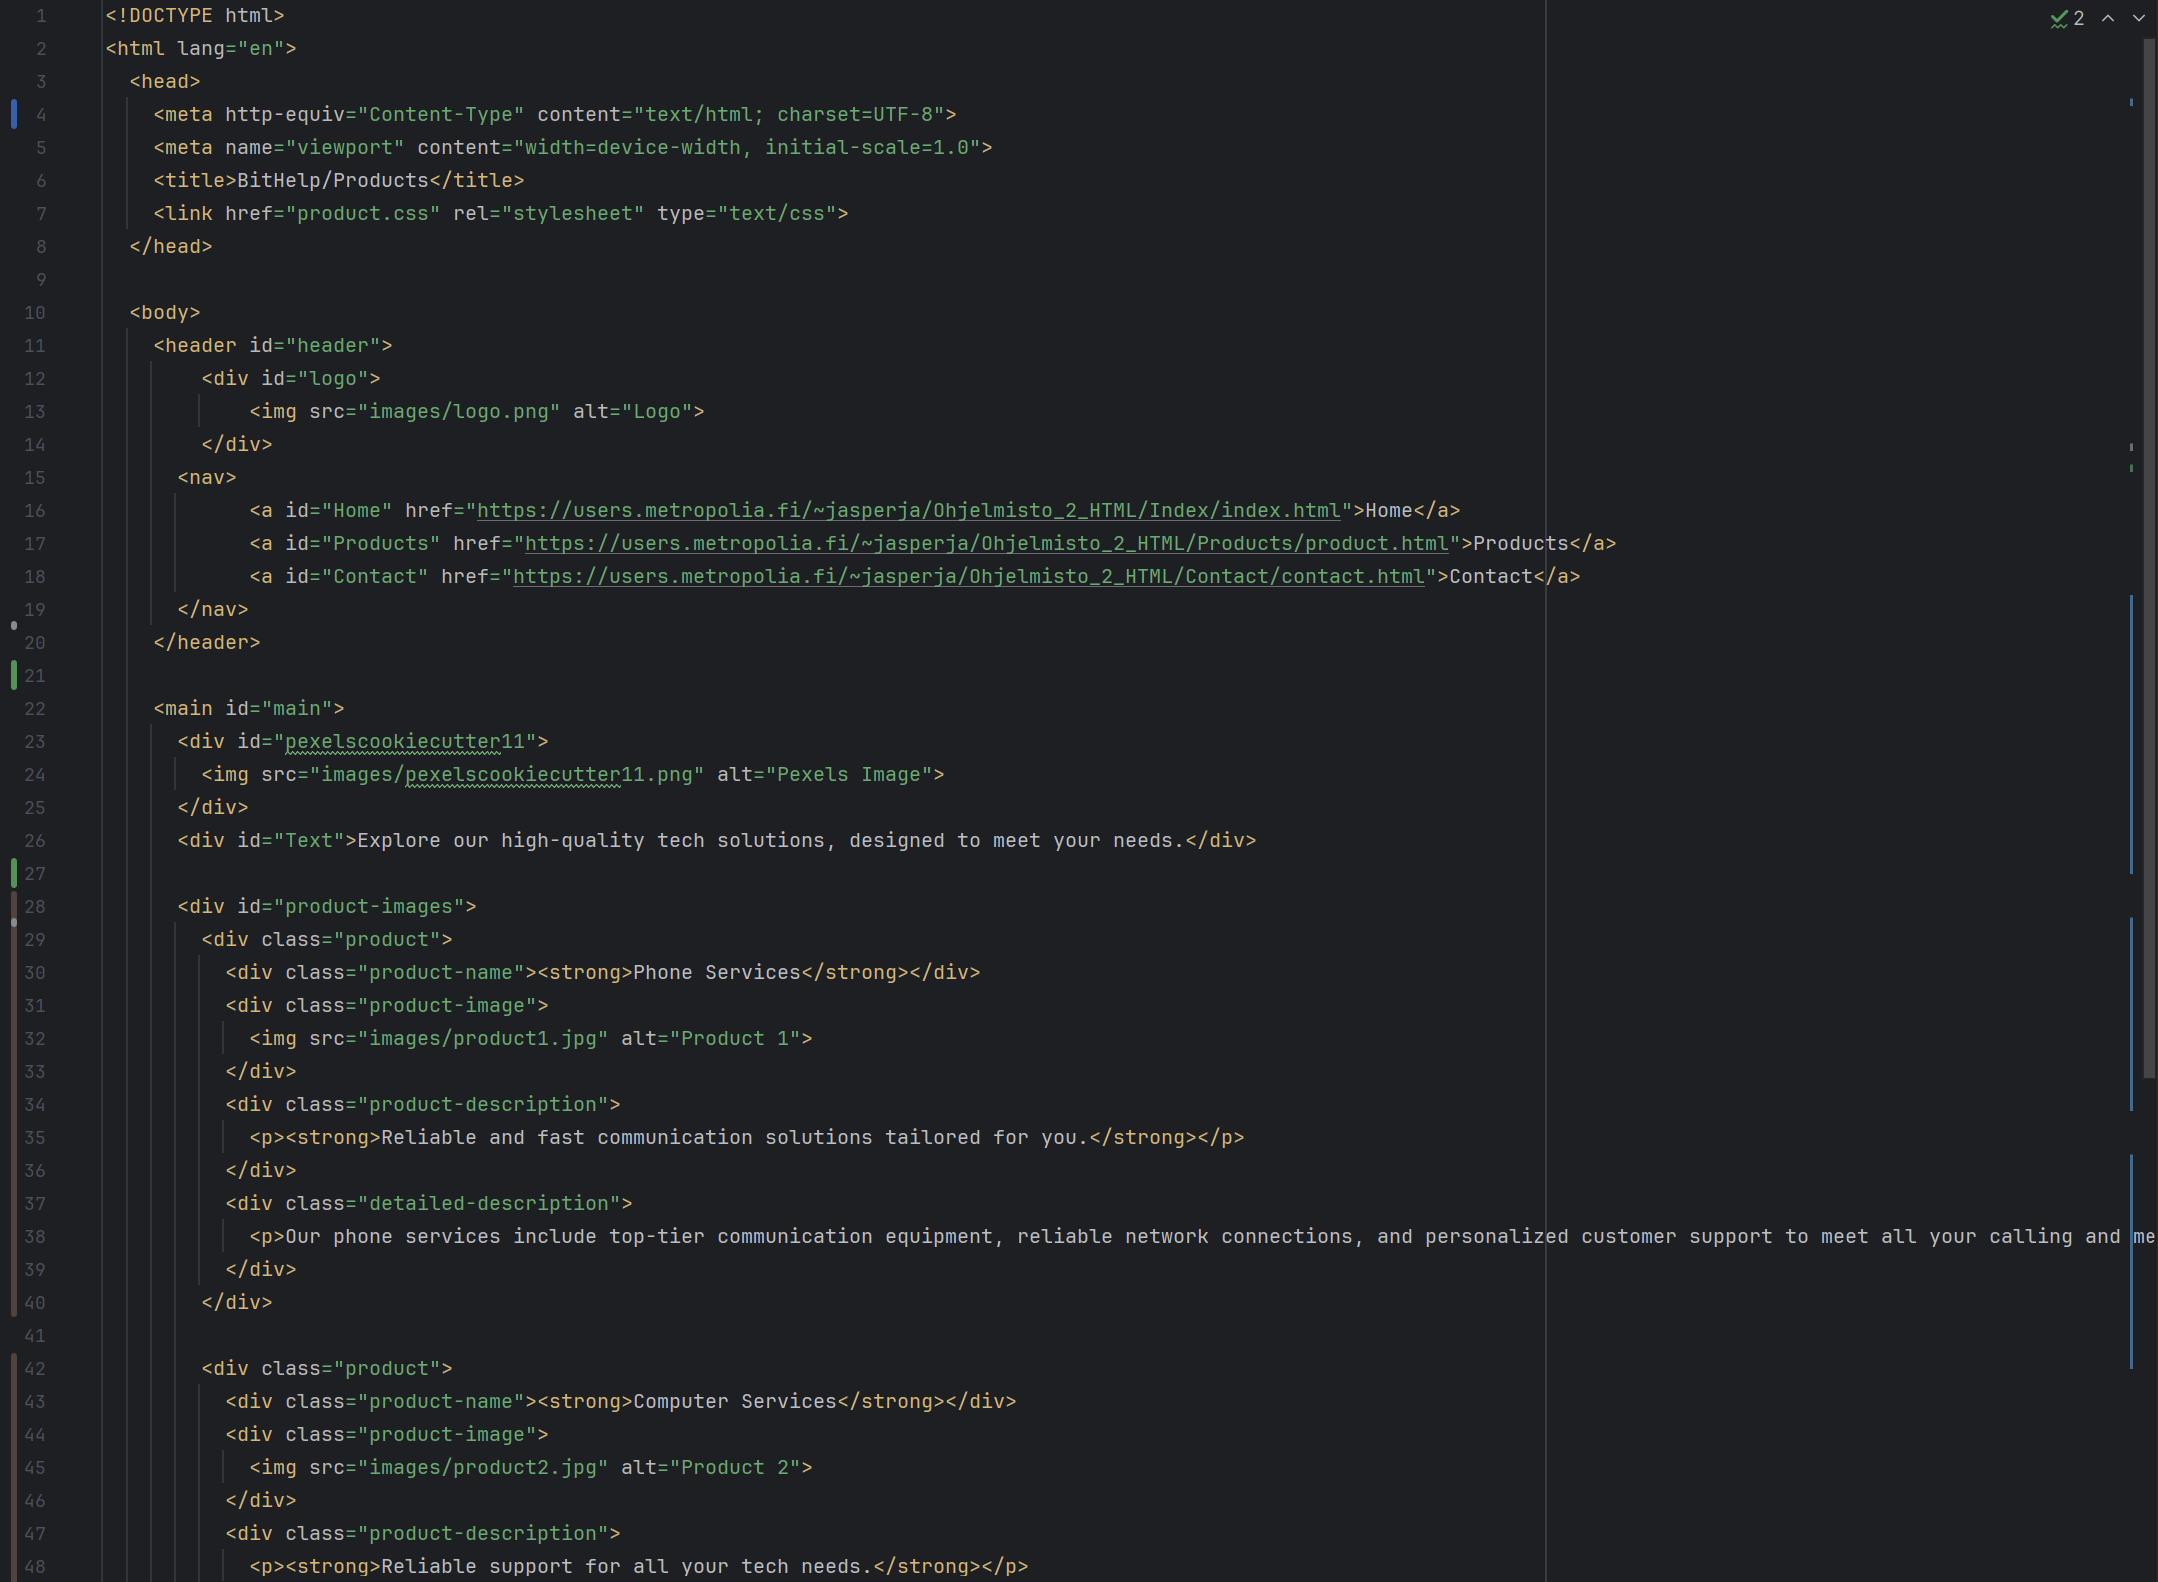 2
1 <!DOCTYPE html>
2 <html lang="en">
3   <head>
4     <meta http-equiv="Content-Type" content="text/html; charset=UTF-8">
5     <meta name="viewport" content="width=device-width, initial-scale=1.0">
6     <title>BitHelp/Products</title>
7     <link href="product.css" rel="stylesheet" type="text/css">
8   </head>
9
10   <body>
11     <header id="header">
12         <div id="logo">
13             <img src="images/logo.png" alt="Logo">
14         </div>
15       <nav>
16             <a id="Home" href="https://users.metropolia.fi/~jasperja/Ohjelmisto_2_HTML/Index/index.html">Home</a>
17             <a id="Products" href="https://users.metropolia.fi/~jasperja/Ohjelmisto_2_HTML/Products/product.html">Products</a>
18             <a id="Contact" href="https://users.metropolia.fi/~jasperja/Ohjelmisto_2_HTML/Contact/contact.html">Contact</a>
19       </nav>
20     </header>
21
22     <main id="main">
23       <div id="pexelscookiecutter11">
24         <img src="images/pexelscookiecutter11.png" alt="Pexels Image">
25       </div>
26       <div id="Text">Explore our high-quality tech solutions, designed to meet your needs.</div>
27
28       <div id="product-images">
29         <div class="product">
30           <div class="product-name"><strong>Phone Services</strong></div>
31           <div class="product-image">
32             <img src="images/product1.jpg" alt="Product 1">
33           </div>
34           <div class="product-description">
35             <p><strong>Reliable and fast communication solutions tailored for you.</strong></p>
36           </div>
37           <div class="detailed-description">
38             <p>Our phone services include top-tier communication equipment, reliable network connections, and personalized customer support to meet all your calling and me
39           </div>
40         </div>
41
42         <div class="product">
43           <div class="product-name"><strong>Computer Services</strong></div>
44           <div class="product-image">
45             <img src="images/product2.jpg" alt="Product 2">
46           </div>
47           <div class="product-description">
48             <p><strong>Reliable support for all your tech needs.</strong></p>